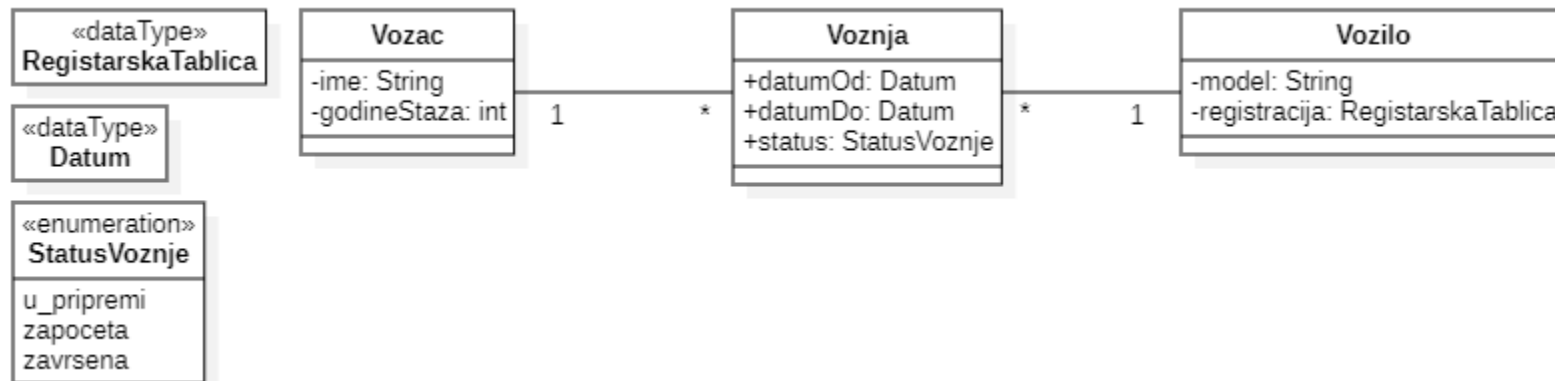 «dataType»
RegistarskaTablica
«dataType»
Datum
«enumeration»
StatusVoznje
u_pripremi
zapoceta
zavrsena
Vozac
-ime: String
-godineStaza: int
1
*
Voznja
+datumOd: Datum
+datumDo: Datum
+status: StatusVoznje
*
1
Vozilo
-model: String
-registracija: RegistarskaTablica